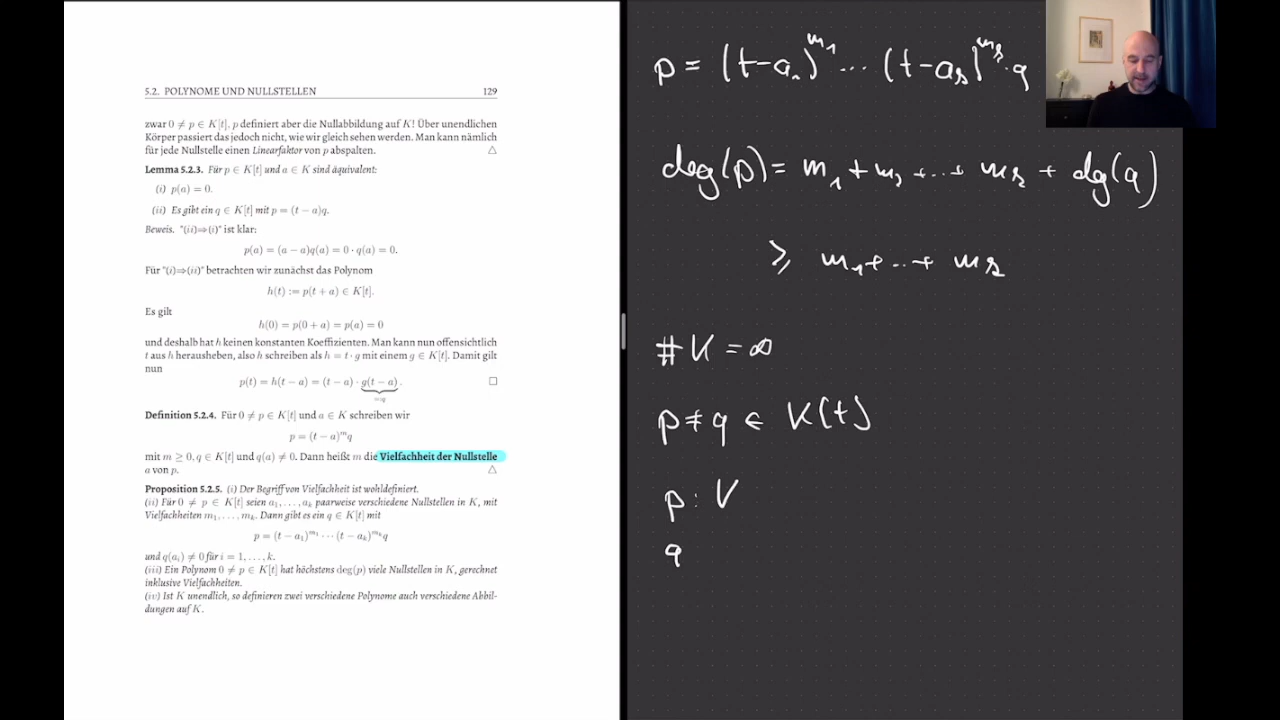 5.2. POLYNOME UND NULLSTELLEN 129
zwar 0 ≠ p ∈ K[t], p definiert aber die Nullabbildung auf K! Über unendlichen
Körper passiert das jedoch nicht, wie wir gleich sehen werden. Man kann nämlich
für jede Nullstelle einen Linearfaktor von p abspalten. △
Lemma 5.2.3. Für p ∈ K[t] und a ∈ K sind äquivalent:
(i) p(a) = 0.
(ii) Es gibt ein q ∈ K[t] mit p = (t − a)q.
Beweis. "(ii)⇒(i)" ist klar:
p(a) = (a − a)q(a) = 0 · q(a) = 0.
Für "(i)⇒(ii)" betrachten wir zunächst das Polynom
h(t) := p(t + a) ∈ K[t].
Es gilt
h(0) = p(0 + a) = p(a) = 0
und deshalb hat h keinen konstanten Koeffizienten. Man kann nun offensichtlich
t aus h herausheben, also h schreiben als h = t · g mit einem g ∈ K[t]. Damit gilt
nun
p(t) = h(t − a) = (t − a) · g(t − a) . □
=:q
Definition 5.2.4. Für 0 ≠ p ∈ K[t] und a ∈ K schreiben wir
p = (t − a)^m q
mit m ≥ 0, q ∈ K[t] und q(a) ≠ 0. Dann heißt m die Vielfachheit der Nullstelle
a von p. △
Proposition 5.2.5. (i) Der Begriff von Vielfachheit ist wohldefiniert.
(ii) Für 0 ≠ p ∈ K[t] seien a₁, . . . , aₖ paarweise verschiedene Nullstellen in K, mit
Vielfachheiten m₁, . . . , mₖ. Dann gibt es ein q ∈ K[t] mit
p = (t − a₁)^m₁ · · · (t − aₖ)^mₖ q
und q(aᵢ) ≠ 0 für i = 1, . . . , k.
(iii) Ein Polynom 0 ≠ p ∈ K[t] hat höchstens deg(p) viele Nullstellen in K, gerechnet
inklusive Vielfachheiten.
(iv) Ist K unendlich, so definieren zwei verschiedene Polynome auch verschiedene Abbil-
dungen auf K.
p = (t-a₁)^m₁ ... (t-aₖ)^mₖ · q
deg(p) = m₁ + m₂ + ... + mₖ + deg(q)
≥ m₁ + ... + mₖ
# K = ∞
p ≠ q ∈ K[t]
p : K
q